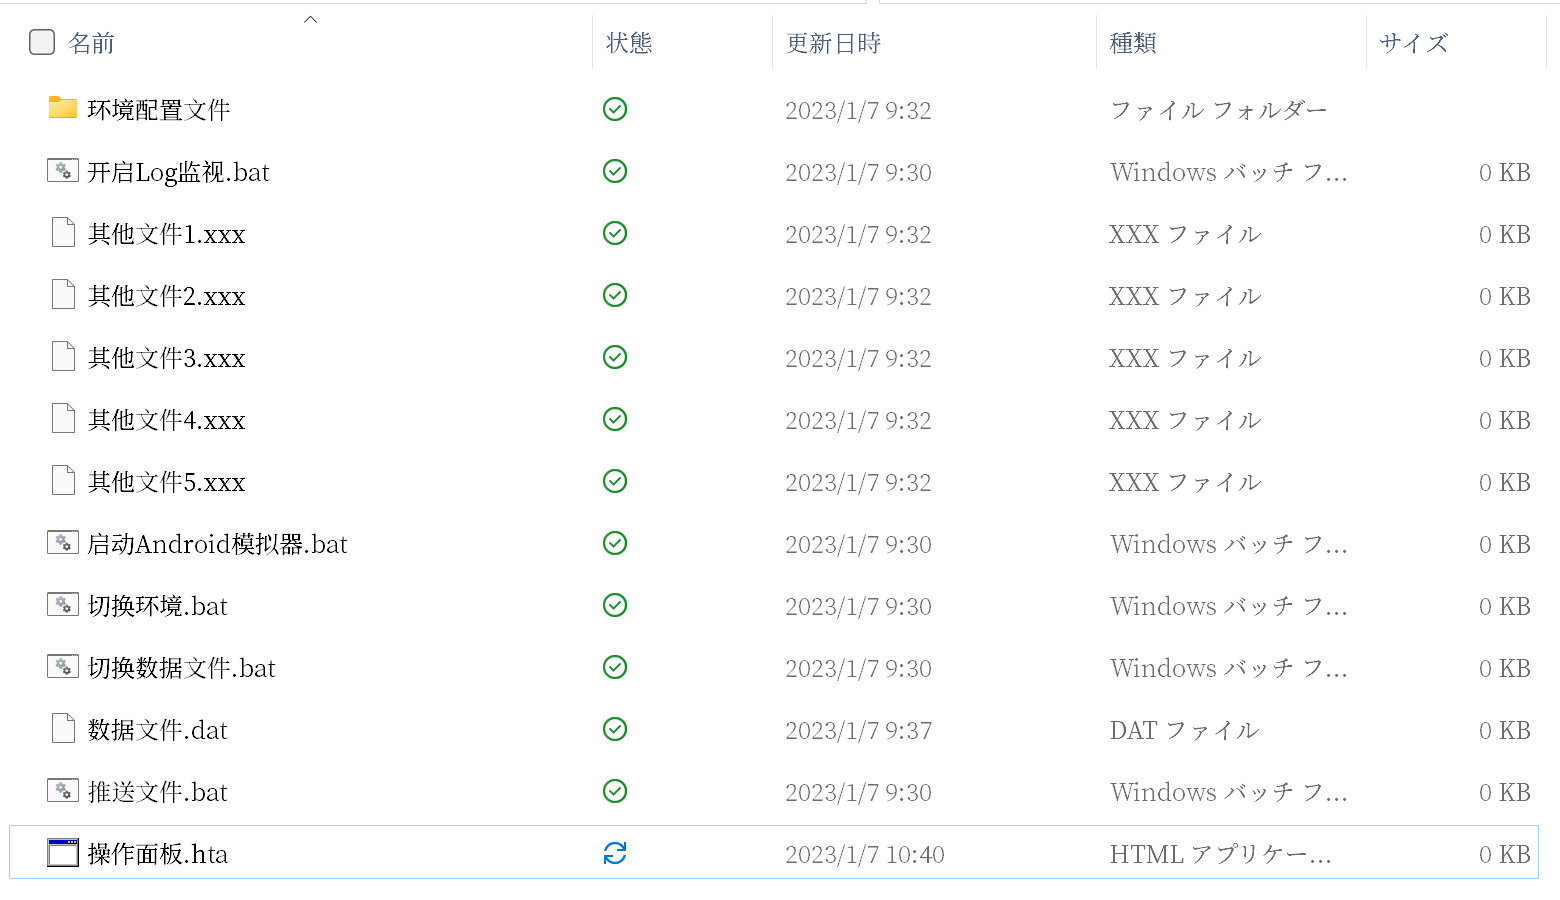 名前 状態 更新日時 種類 サイズ
环境配置文件 2023/1/7 9:32 ファイル フォルダー
开启Log监视.bat 2023/1/7 9:30 Windows バッチ フ... 0 KB
其他文件1.xxx 2023/1/7 9:32 XXX ファイル 0 KB
其他文件2.xxx 2023/1/7 9:32 XXX ファイル 0 KB
其他文件3.xxx 2023/1/7 9:32 XXX ファイル 0 KB
其他文件4.xxx 2023/1/7 9:32 XXX ファイル 0 KB
其他文件5.xxx 2023/1/7 9:32 XXX ファイル 0 KB
启动Android模拟器.bat 2023/1/7 9:30 Windows バッチ フ... 0 KB
切换环境.bat 2023/1/7 9:30 Windows バッチ フ... 0 KB
切换数据文件.bat 2023/1/7 9:30 Windows バッチ フ... 0 KB
数据文件.dat 2023/1/7 9:37 DAT ファイル 0 KB
推送文件.bat 2023/1/7 9:30 Windows バッチ フ... 0 KB
操作面板.hta 2023/1/7 10:40 HTML アプリケー... 0 KB